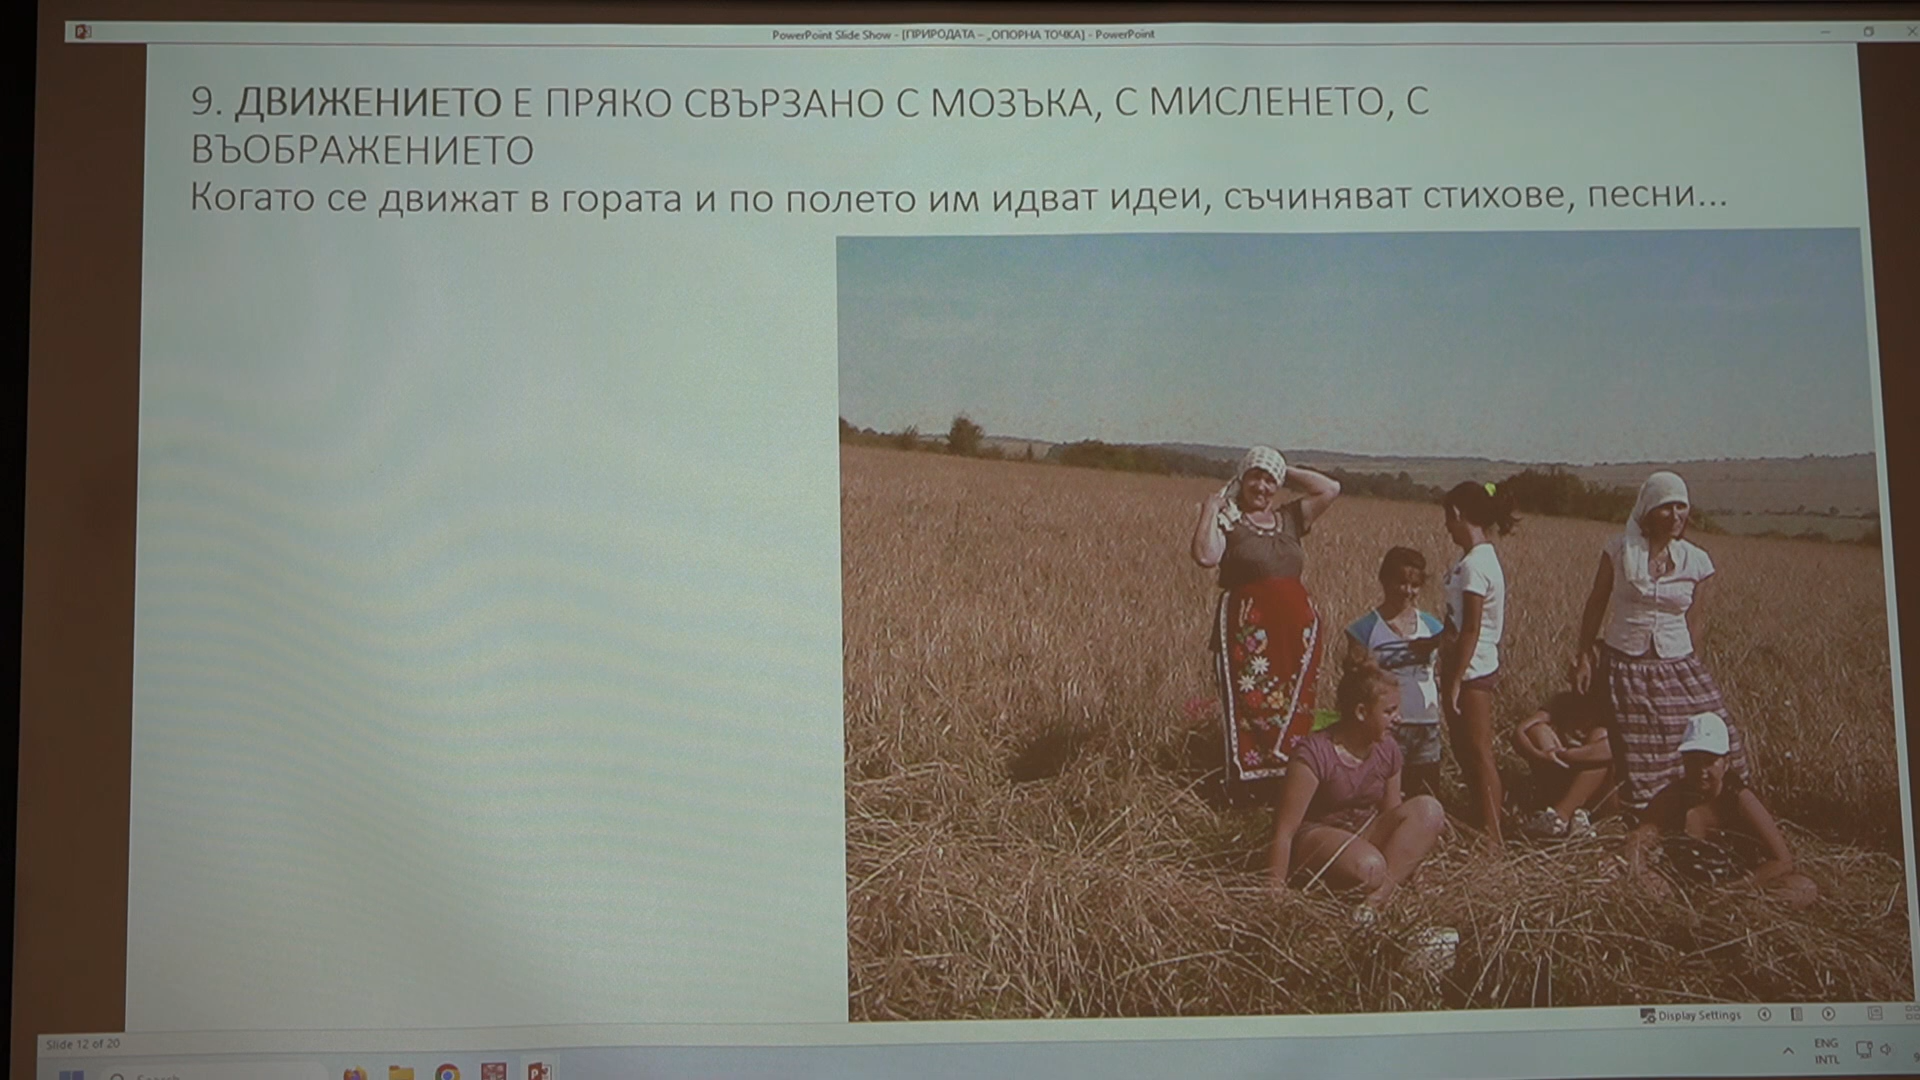 PowerPoint Slide Show - [ПРИРОДАТА – „ОПОРНА ТОЧКА] - PowerPoint
9. ДВИЖЕНИЕТО Е ПРЯКО СВЪРЗАНО С МОЗЪКА, С МИСЛЕНЕТО, С
ВЪОБРАЖЕНИЕТО
Когато се движат в гората и по полето им идват идеи, съчиняват стихове, песни...
Display Settings
Slide 12 of 20
ENG
INTL
Search